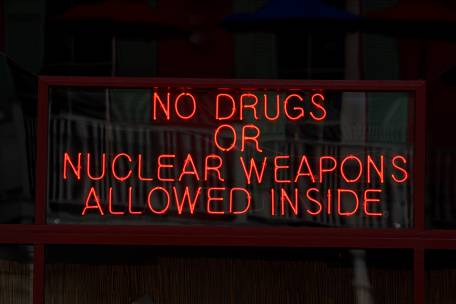 NO DRUGS
OR
NUCLEAR WEAPONS
ALLOWED INSIDE